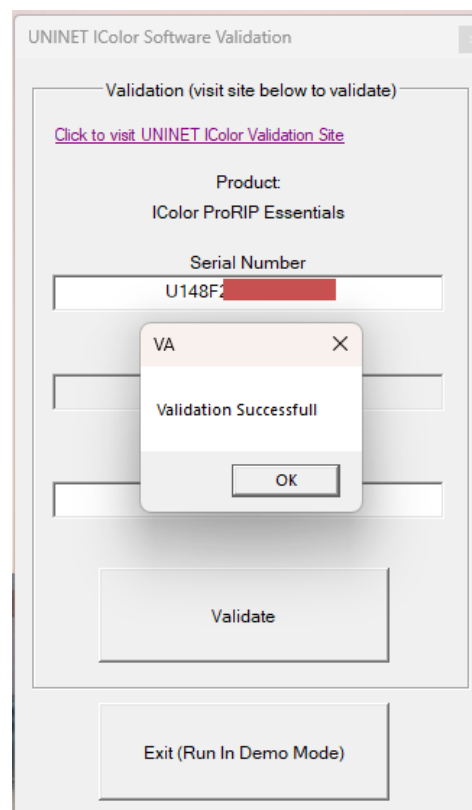 UNINET IColor Software Validation
Validation (visit site below to validate)
Click to visit UNINET IColor Validation Site
Product:
IColor ProRIP Essentials
Serial Number
U148F
VA
Validation Successfull
OK
Validate
Exit (Run In Demo Mode)